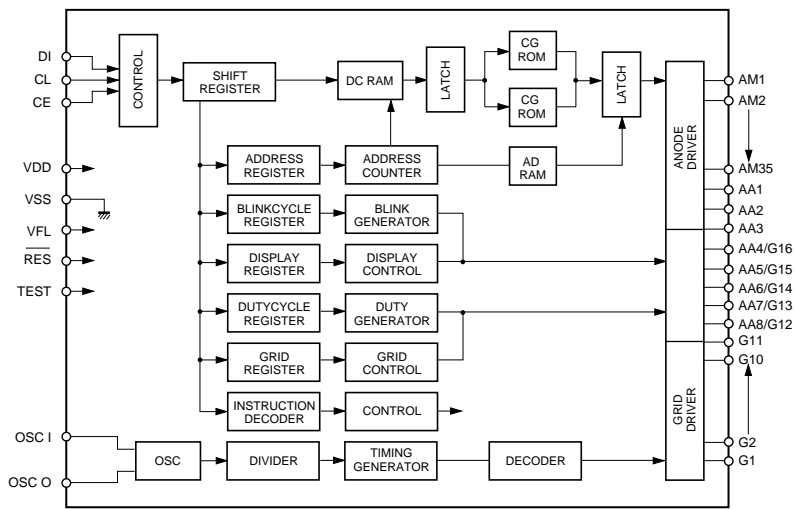 DI
CL
CE
VDD
VSS
VFL
RES
TEST
OSC I
OSC O
CONTROL
SHIFT
REGISTER
DC RAM
LATCH
CG
ROM
CG
ROM
LATCH
ADDRESS
REGISTER
ADDRESS
COUNTER
AD
RAM
BLINKCYCLE
REGISTER
BLINK
GENERATOR
DISPLAY
REGISTER
DISPLAY
CONTROL
DUTYCYCLE
REGISTER
DUTY
GENERATOR
GRID
REGISTER
GRID
CONTROL
INSTRUCTION
DECODER
CONTROL
OSC
DIVIDER
TIMING
GENERATOR
DECODER
ANODE
DRIVER
GRID
DRIVER
AM1
AM2
AM35
AA1
AA2
AA3
AA4/G16
AA5/G15
AA6/G14
AA7/G13
AA8/G12
G11
G10
G2
G1